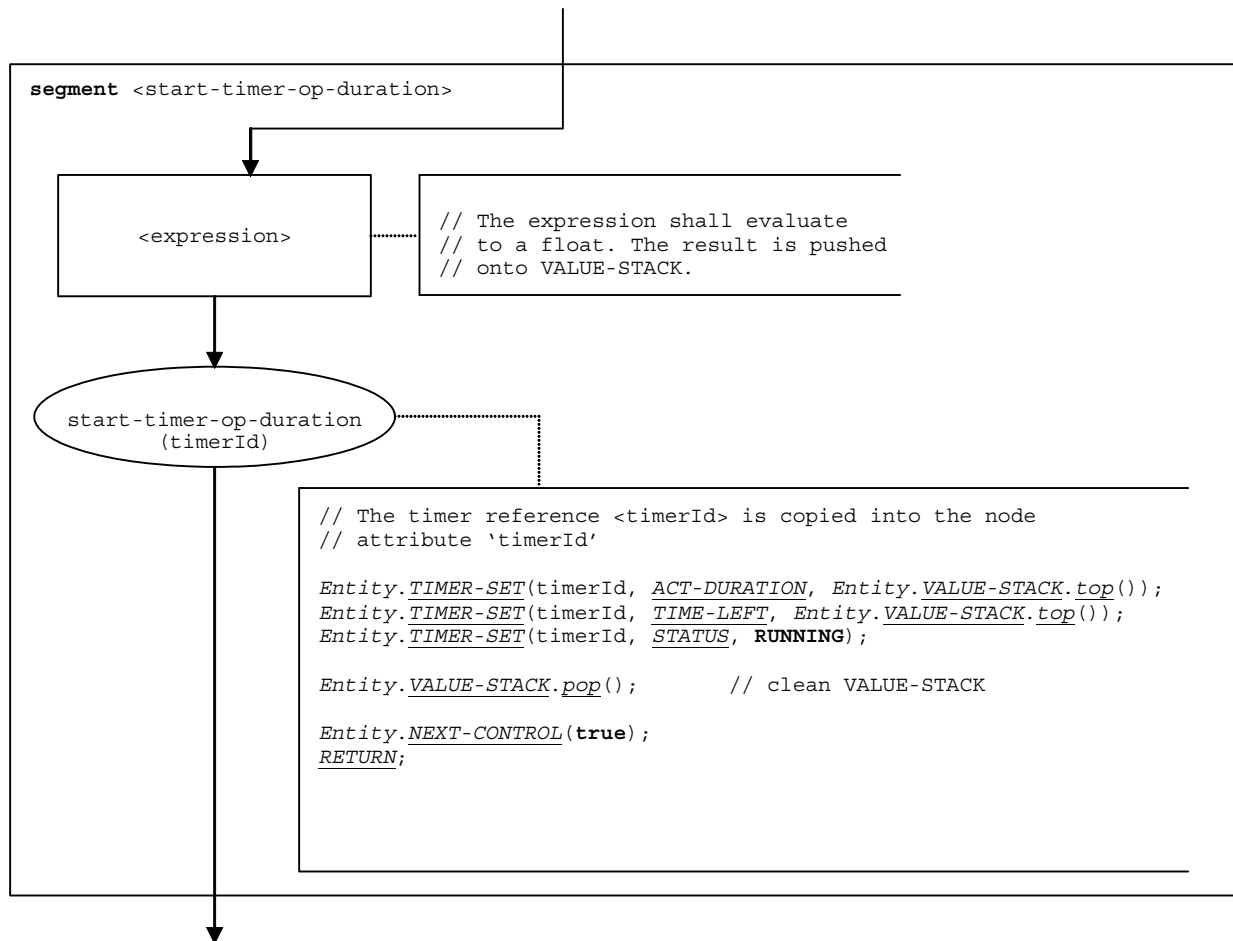 segment <start-timer-op-duration>
<expression>
// The expression shall evaluate
// to a float. The result is pushed
// onto VALUE-STACK.
start-timer-op-duration
(timerId)
// The timer reference <timerId> is copied into the node
// attribute ‘timerId’
Entity.TIMER-SET(timerId, ACT-DURATION, Entity.VALUE-STACK.top());
Entity.TIMER-SET(timerId, TIME-LEFT, Entity.VALUE-STACK.top());
Entity.TIMER-SET(timerId, STATUS, RUNNING);
Entity.VALUE-STACK.pop(); // clean VALUE-STACK
Entity.NEXT-CONTROL(true);
RETURN;